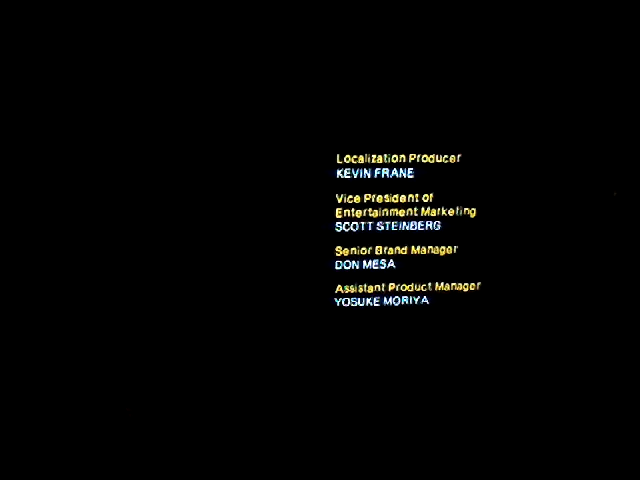 Localization Producer
KEVIN FRANE
Vice President of
Entertainment Marketing
SCOTT STEINBERG
Senior Brand Manager
DON MESA
Assistant Product Manager
YOSUKE MORIYA